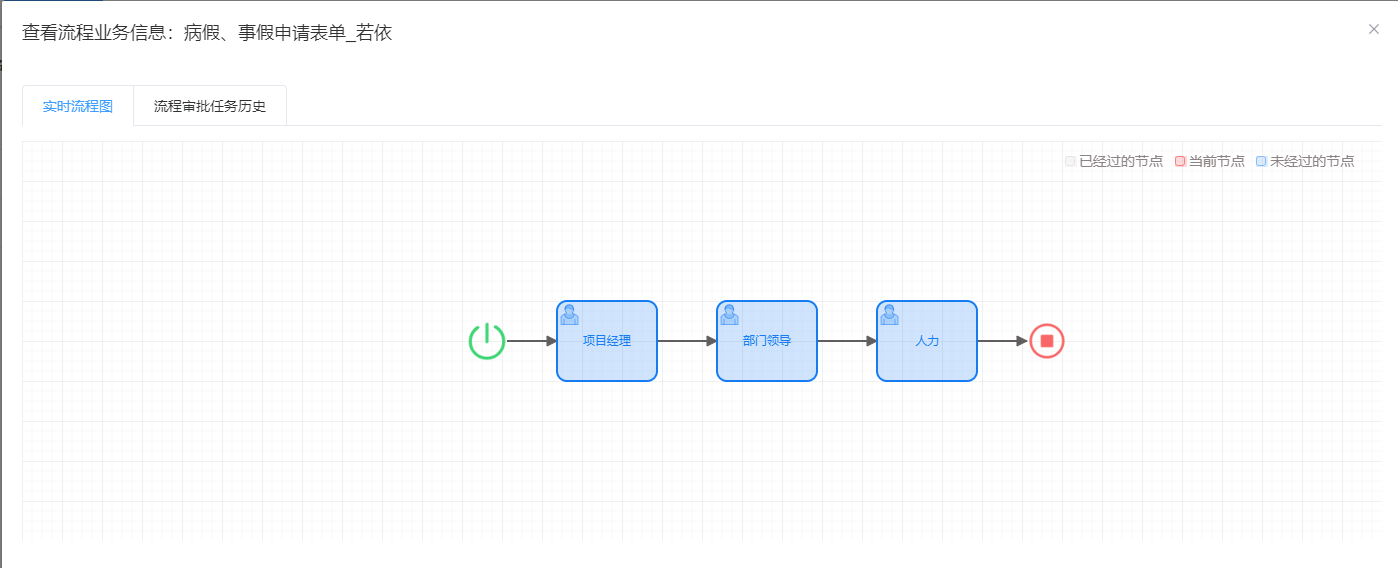 查看流程业务信息：病假、事假申请表单_若依
实时流程图 流程审批任务历史
已经过的节点 当前节点 未经过的节点
项目经理 部门领导 人力